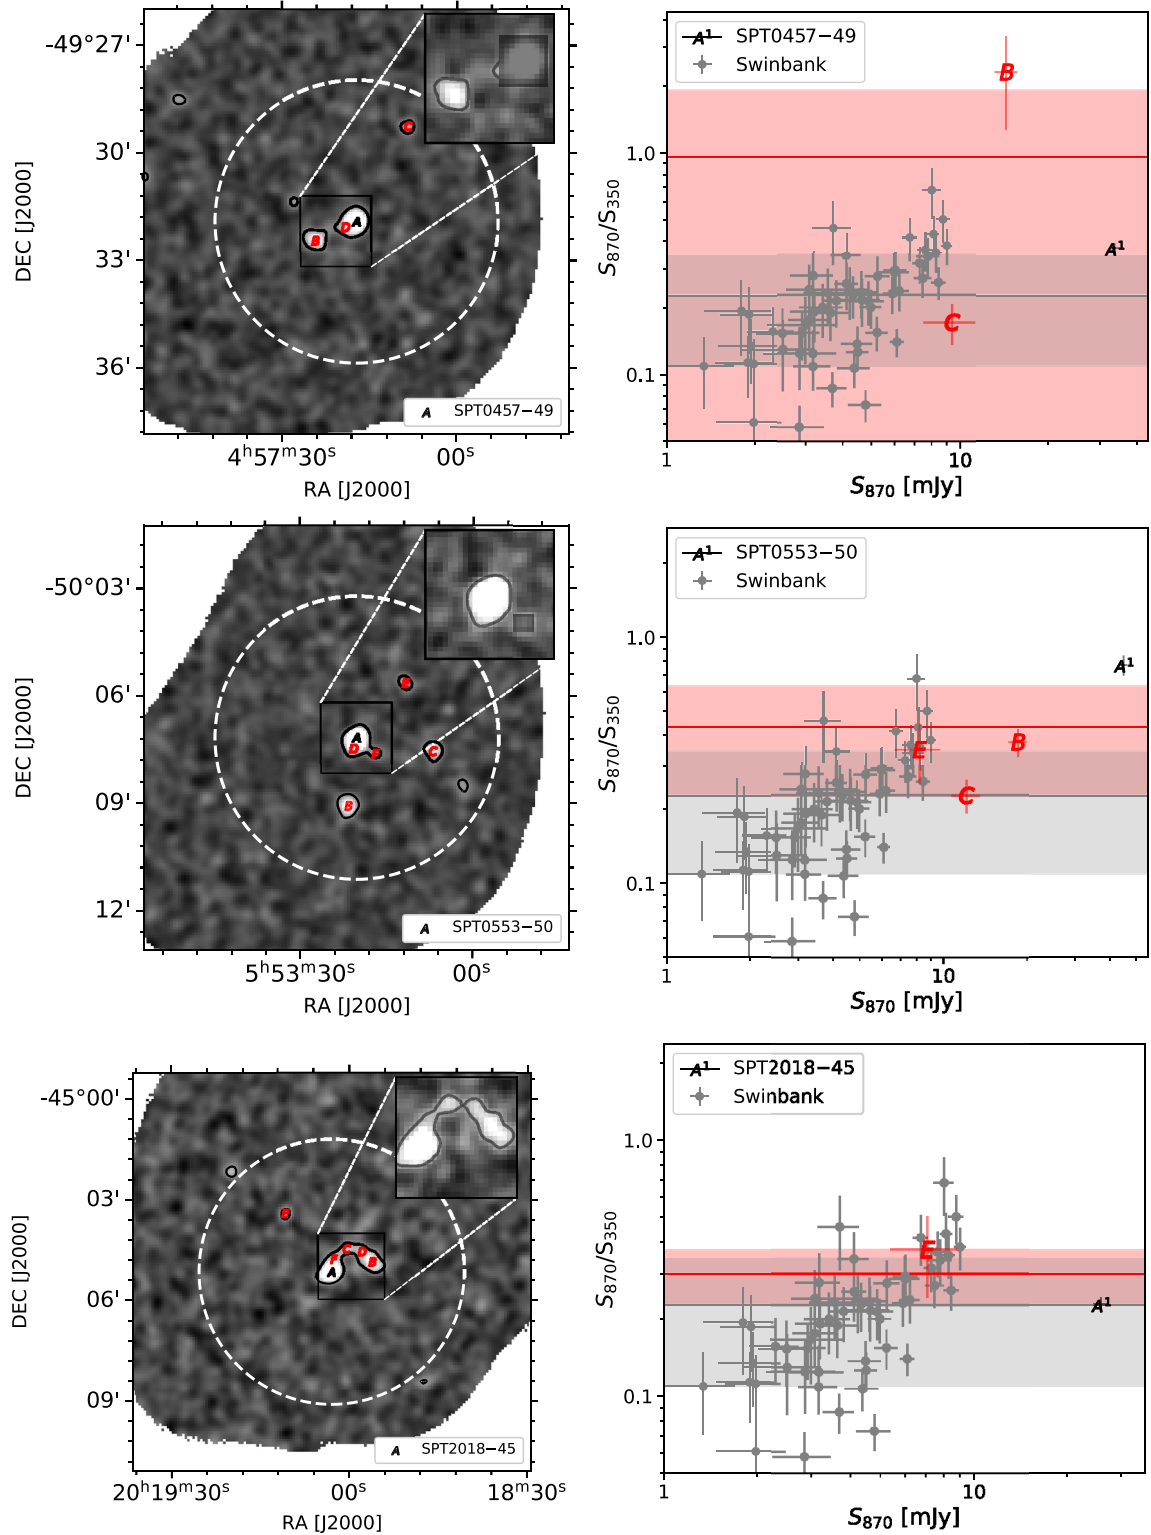 -49°27'
30'
33'
36'
DEC [J2000]
C
A
D
B
A SPT0457−49
4ʰ57ᵐ30ˢ 00ˢ
RA [J2000]
A¹ SPT0457−49
Swinbank
B
A¹
C
1.0
0.1
S₈₇₀/S₃₅₀
1 10
S₈₇₀ [mJy]
-50°03'
06'
09'
12'
DEC [J2000]
E
A
D
F
C
B
A SPT0553−50
5ʰ53ᵐ30ˢ 00ˢ
RA [J2000]
A¹ SPT0553−50
Swinbank
A¹
E
B
C
1.0
0.1
S₈₇₀/S₃₅₀
1 10
S₈₇₀ [mJy]
-45°00'
03'
06'
09'
DEC [J2000]
E
C
D
F
B
A
A SPT2018−45
20ʰ19ᵐ30ˢ 00ˢ 18ᵐ30ˢ
RA [J2000]
A¹ SPT2018−45
Swinbank
E
A¹
1.0
0.1
S₈₇₀/S₃₅₀
1 10
S₈₇₀ [mJy]